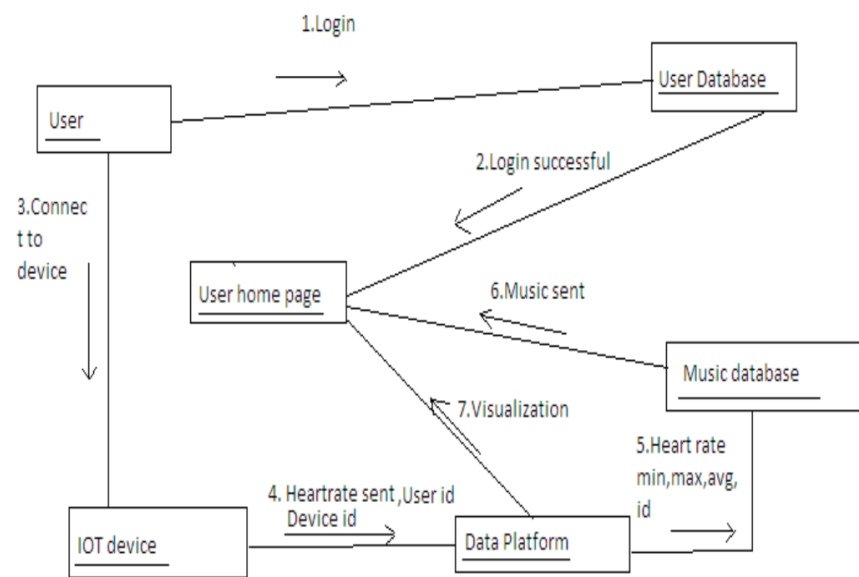 1.Login
User Database
User
2.Login successful
3.Connec
t to
device
User home page
6.Music sent
Music database
7.Visualization
5.Heart rate
min,max,avg,
id
4. Heartrate sent ,User id
Device id
IOT device
Data Platform